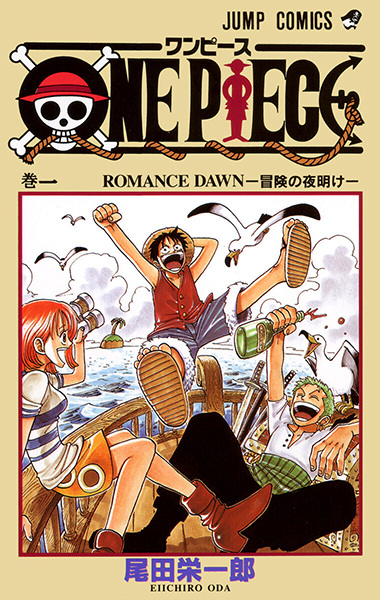 JUMP COMICS
ワンピース
ONE PIECE
巻一
ROMANCE DAWN—冒険の夜明け—
尾田栄一郎
EIICHIRO ODA